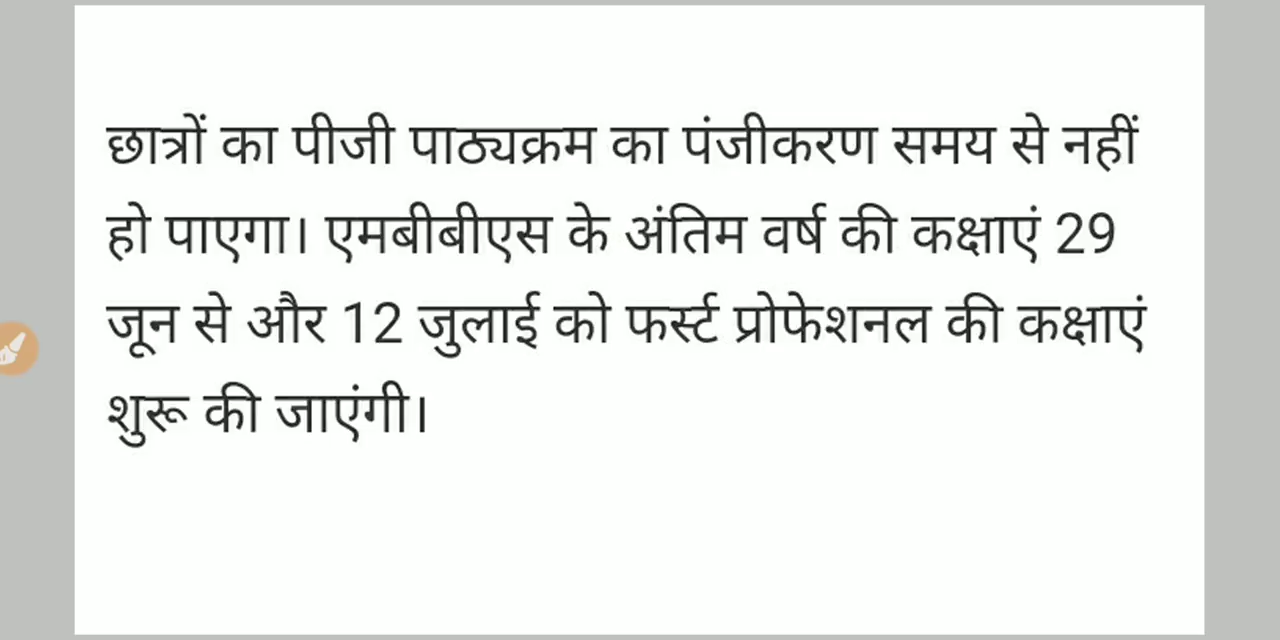 छात्रों का पीजी पाठ्यक्रम का पंजीकरण समय से नहीं
हो पाएगा। एमबीबीएस के अंतिम वर्ष की कक्षाएं 29
जून से और 12 जुलाई को फर्स्ट प्रोफेशनल की कक्षाएं
शुरू की जाएंगी।